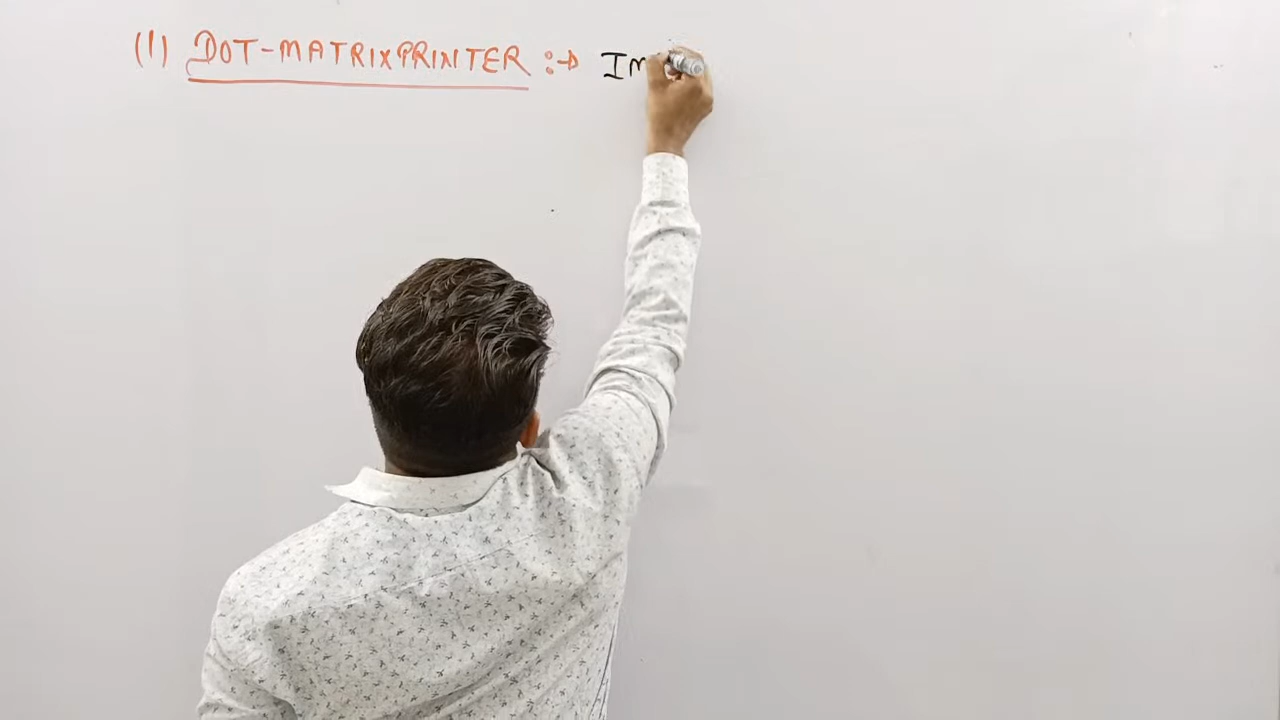 (1) DOT-MATRIXPRINTER :→ Im